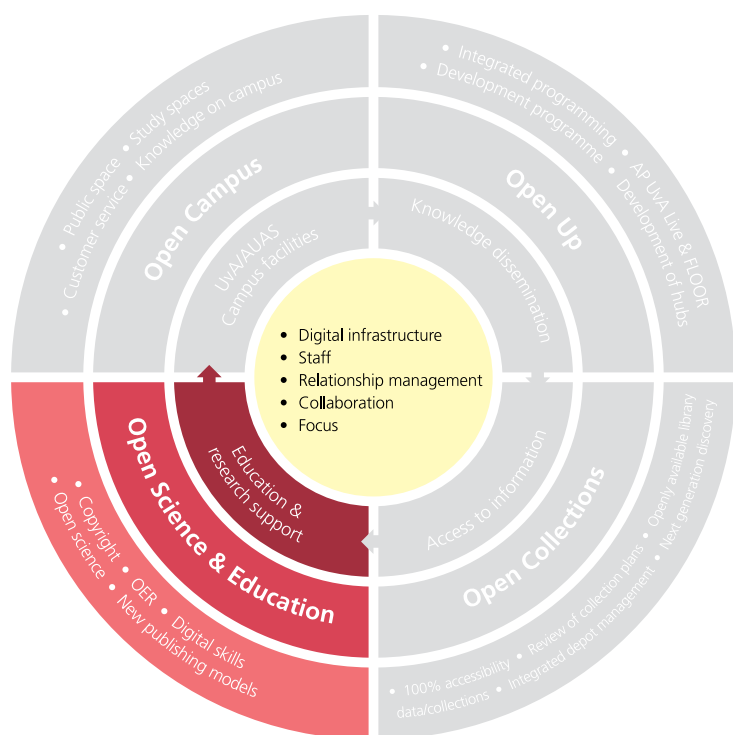 • Public space • Study spaces
• Customer service • Knowledge on campus
Open Campus
UvA/AUAS
Campus facilities
• Integrated programming • AP UvA Live & FLOOR
• Development programme • Development of hubs
Open Up
Knowledge dissemination
• Digital infrastructure
• Staff
• Relationship management
• Collaboration
• Focus
Education &
research support
Open Science & Education
• Copyright • OER • Digital skills
• Open science • New publishing models
Access to information
Open Collections
• 100% accessibility • Review of collection plans • Openly available library
data/collections • Integrated depot management • Next generation discovery